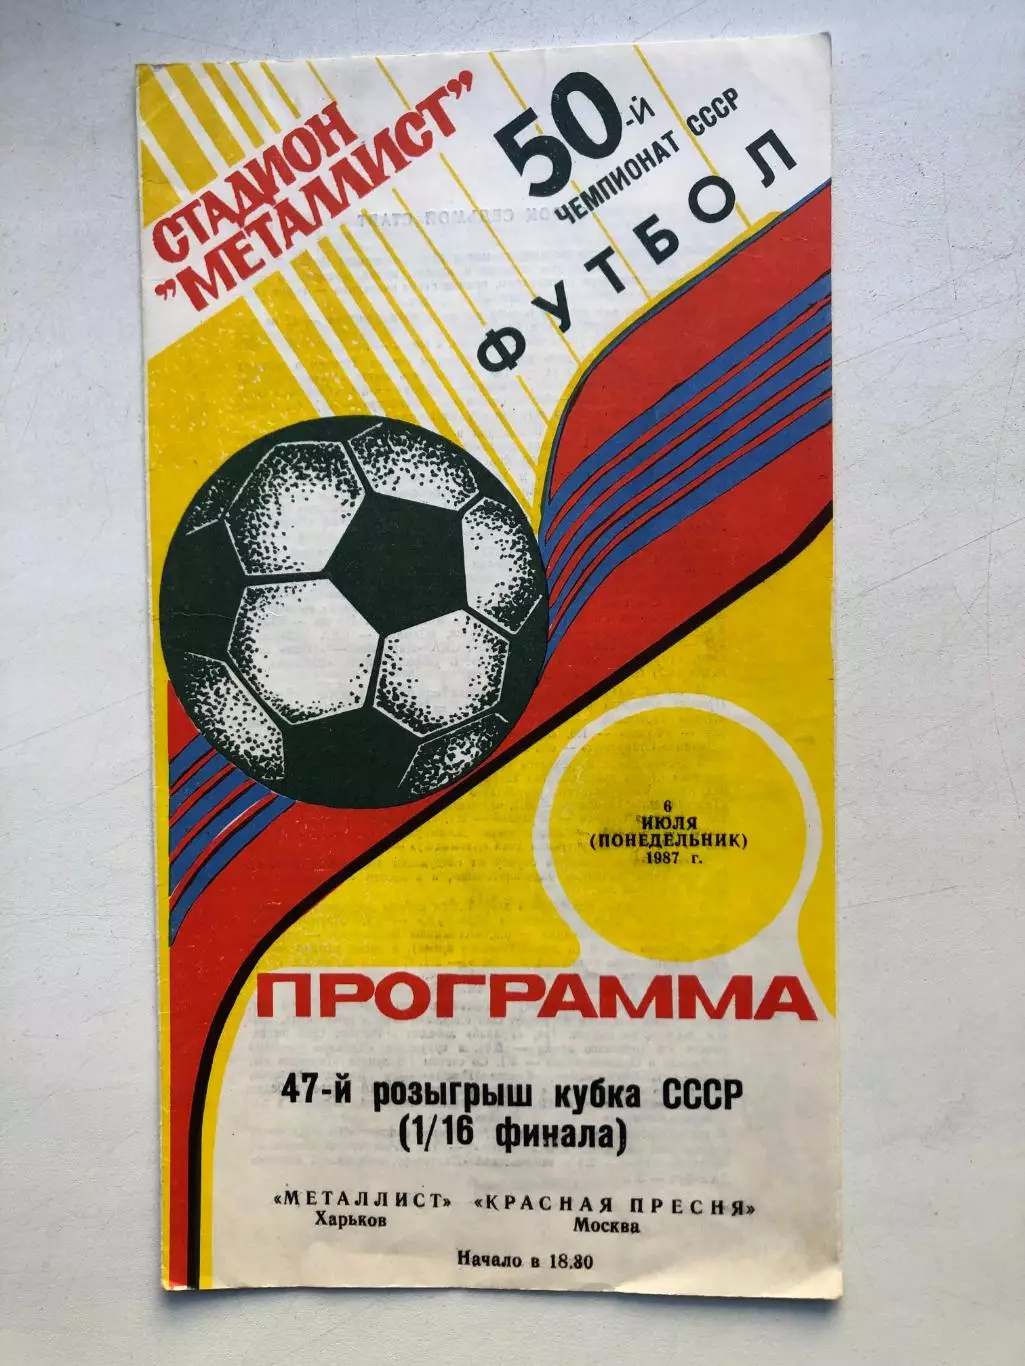 СТАДИОН
"МЕТАЛЛИСТ"
50-й
ЧЕМПИОНАТ СССР
ФУТБОЛ
6
ИЮЛЯ
(ПОНЕДЕЛЬНИК)
1987 г.
ПРОГРАММА
47-й розыгрыш кубка СССР
(1/16 финала)
«МЕТАЛЛИСТ» «КРАСНАЯ ПРЕСНЯ»
Харьков Москва
Начало в 18.30